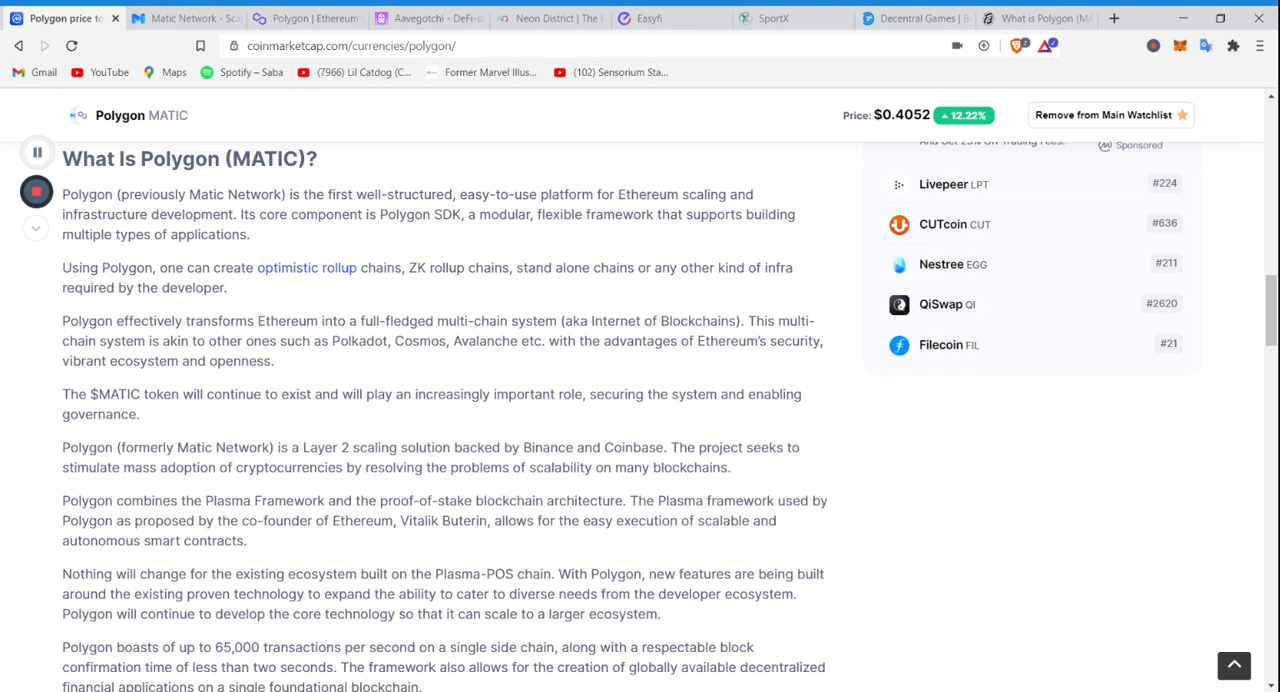 Polygon price to
Matic Network - Sca
Polygon | Ethereum
Aavegotchi - DeFi-st
Neon District | The F
Easyfi
SportX
Decentral Games | B
What is Polygon (MA
coinmarketcap.com/currencies/polygon/
Gmail
YouTube
Maps
Spotify – Saba
(7966) Lil Catdog (C...
Former Marvel Illus...
(102) Sensorium Sta...
Polygon MATIC
Price: $0.4052 12.22%
Remove from Main Watchlist
What Is Polygon (MATIC)?
Polygon (previously Matic Network) is the first well-structured, easy-to-use platform for Ethereum scaling and
infrastructure development. Its core component is Polygon SDK, a modular, flexible framework that supports building
multiple types of applications.
Using Polygon, one can create optimistic rollup chains, ZK rollup chains, stand alone chains or any other kind of infra
required by the developer.
Polygon effectively transforms Ethereum into a full-fledged multi-chain system (aka Internet of Blockchains). This multi-
chain system is akin to other ones such as Polkadot, Cosmos, Avalanche etc. with the advantages of Ethereum's security,
vibrant ecosystem and openness.
The $MATIC token will continue to exist and will play an increasingly important role, securing the system and enabling
governance.
Polygon (formerly Matic Network) is a Layer 2 scaling solution backed by Binance and Coinbase. The project seeks to
stimulate mass adoption of cryptocurrencies by resolving the problems of scalability on many blockchains.
Polygon combines the Plasma Framework and the proof-of-stake blockchain architecture. The Plasma framework used by
Polygon as proposed by the co-founder of Ethereum, Vitalik Buterin, allows for the easy execution of scalable and
autonomous smart contracts.
Nothing will change for the existing ecosystem built on the Plasma-POS chain. With Polygon, new features are being built
around the existing proven technology to expand the ability to cater to diverse needs from the developer ecosystem.
Polygon will continue to develop the core technology so that it can scale to a larger ecosystem.
Polygon boasts of up to 65,000 transactions per second on a single side chain, along with a respectable block
confirmation time of less than two seconds. The framework also allows for the creation of globally available decentralized
financial applications on a single foundational blockchain.
And Get 25% Off Trading Fees.
Sponsored
Livepeer LPT #224
CUTcoin CUT #636
Nestree EGG #211
QiSwap QI #2620
Filecoin FIL #21